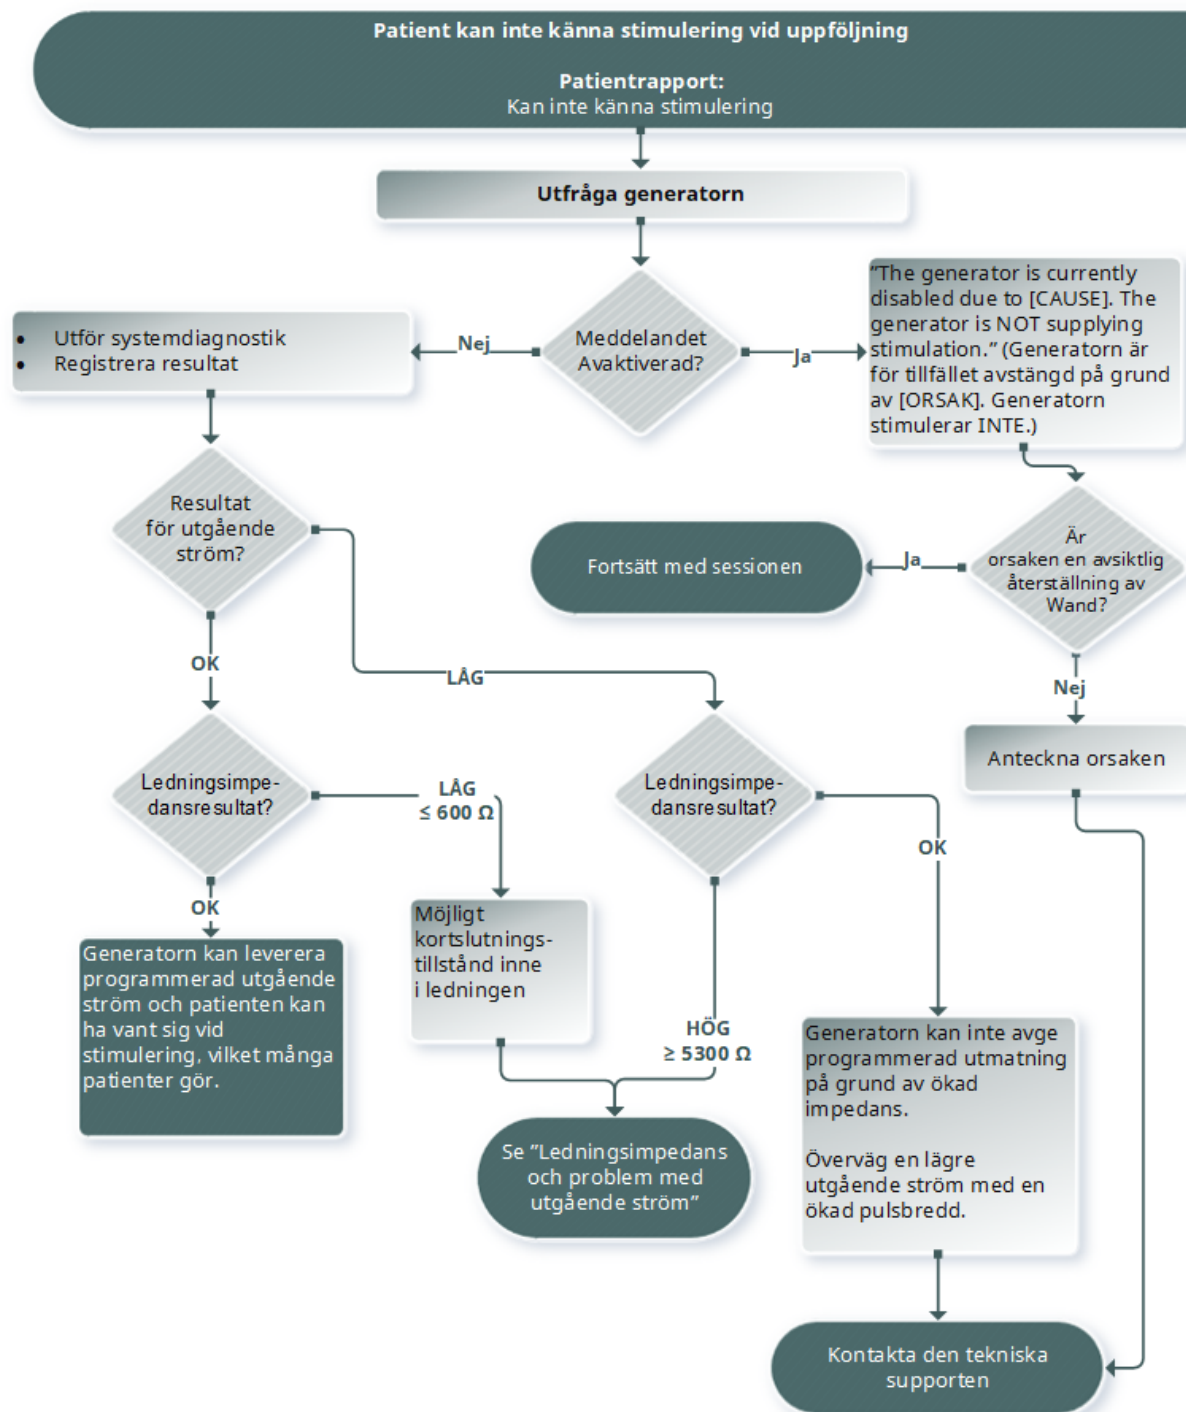 Patient kan inte känna stimulering vid uppföljning
Patientrapport:
Kan inte känna stimulering
Utfråga generatorn
Meddelandet
Avaktiverad?
Nej
Ja
• Utför systemdiagnostik
• Registrera resultat
"The generator is currently
disabled due to [CAUSE]. The
generator is NOT supplying
stimulation.” (Generatorn är
för tillfället avstängd på grund
av [ORSAK]. Generatorn
stimulerar INTE.)
Resultat
för utgående
ström?
Är
orsaken en avsiktlig
återställning av
Wand?
Ja
Fortsätt med sessionen
Nej
Anteckna orsaken
OK
LÅG
Ledningsimpe-
dansresultat?
LÅG
≤ 600 Ω
OK
Generatorn kan leverera
programmerad utgående
ström och patienten kan
ha vant sig vid
stimulering, vilket många
patienter gör.
Möjligt
kortslutnings-
tillstånd inne
i ledningen
Ledningsimpe-
dansresultat?
HÖG
≥ 5300 Ω
OK
Se ”Ledningsimpedans
och problem med
utgående ström”
Generatorn kan inte avge
programmerad utmatning
på grund av ökad
impedans.
Överväg en lägre
utgående ström med en
ökad pulsbredd.
Kontakta den tekniska
supporten